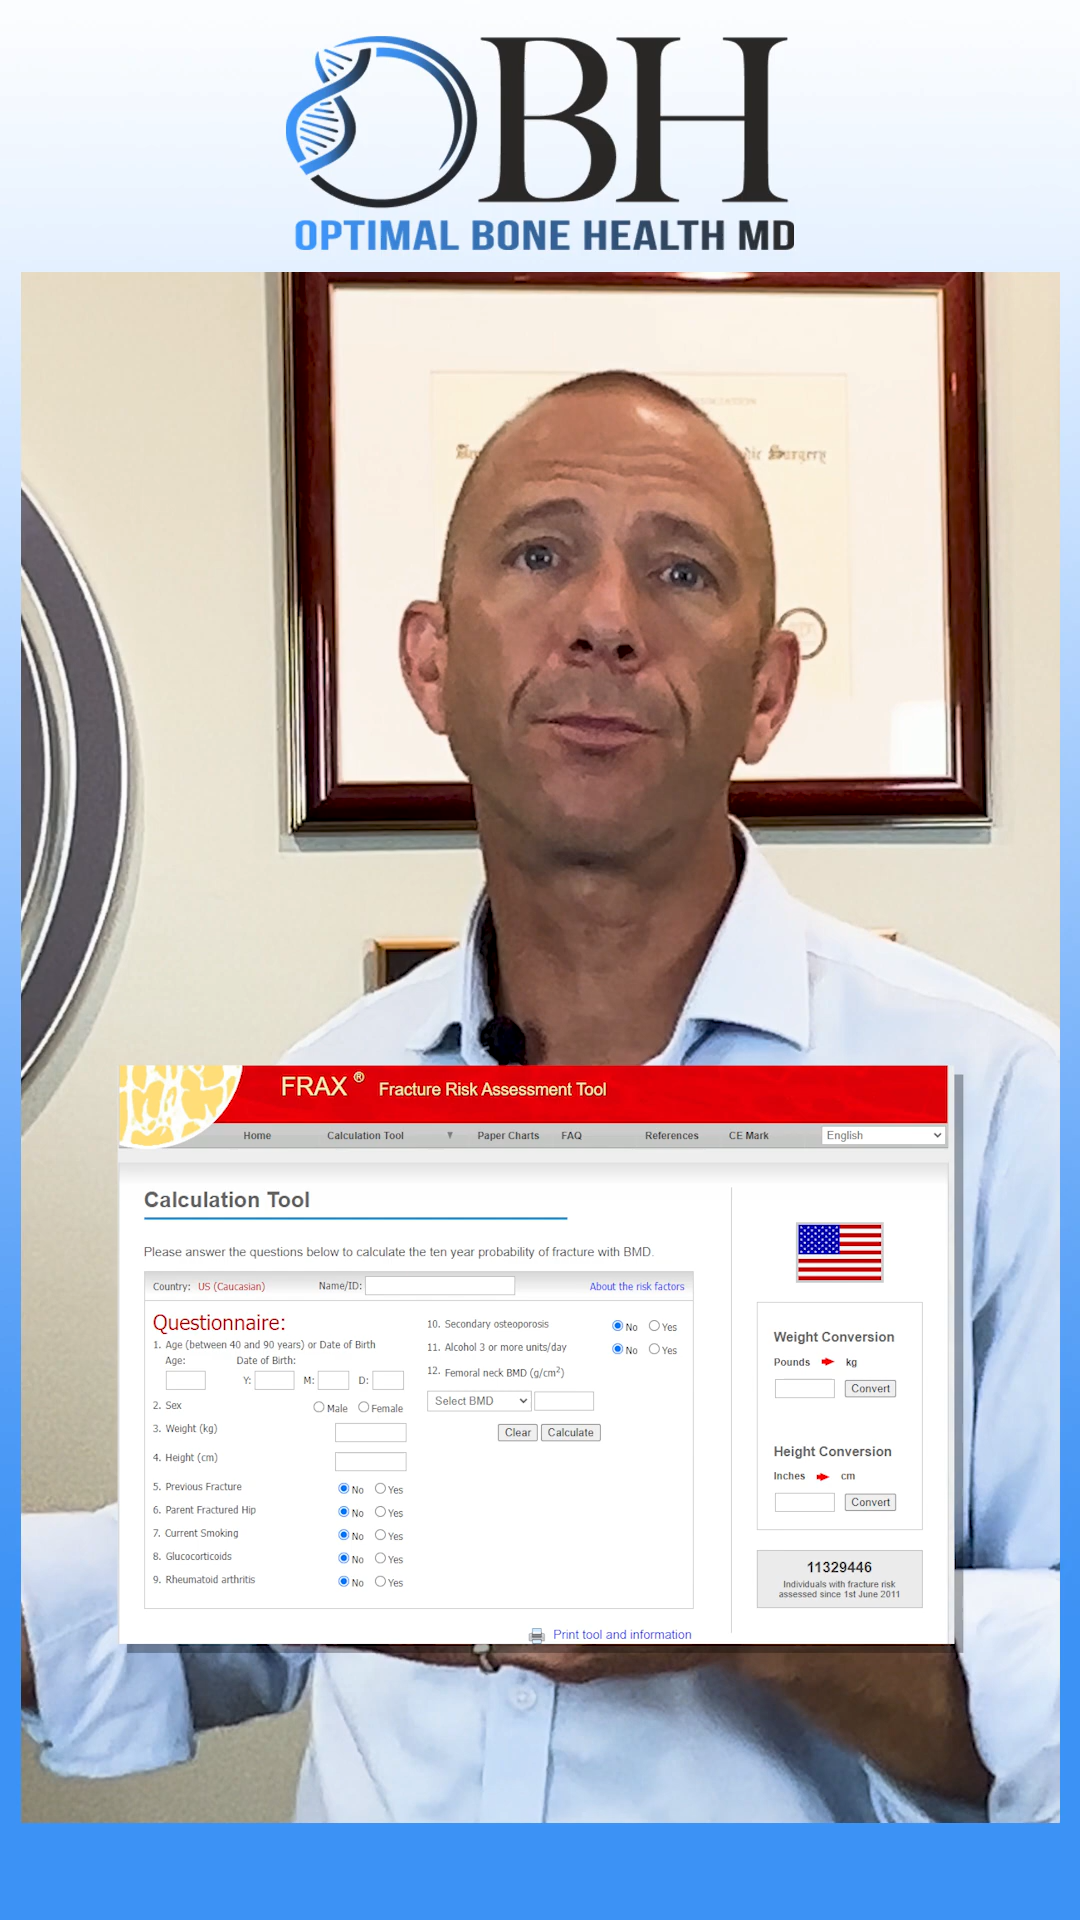 OBH
OPTIMAL BONE HEALTH MD
Surgery
FRAX ® Fracture Risk Assessment Tool
Home Calculation Tool ▼ Paper Charts FAQ References CE Mark English
Calculation Tool
Please answer the questions below to calculate the ten year probability of fracture with BMD.
Country: US (Caucasian) Name/ID: About the risk factors
Questionnaire:
1. Age (between 40 and 90 years) or Date of Birth
Age: Date of Birth:
Y: M: D:
2. Sex Male Female
3. Weight (kg)
4. Height (cm)
5. Previous Fracture No Yes
6. Parent Fractured Hip No Yes
7. Current Smoking No Yes
8. Glucocorticoids No Yes
9. Rheumatoid arthritis No Yes
10. Secondary osteoporosis No Yes
11. Alcohol 3 or more units/day No Yes
12. Femoral neck BMD (g/cm²)
Select BMD
Clear Calculate
Print tool and information
Weight Conversion
Pounds kg
Convert
Height Conversion
Inches cm
Convert
11329446
Individuals with fracture risk
assessed since 1st June 2011